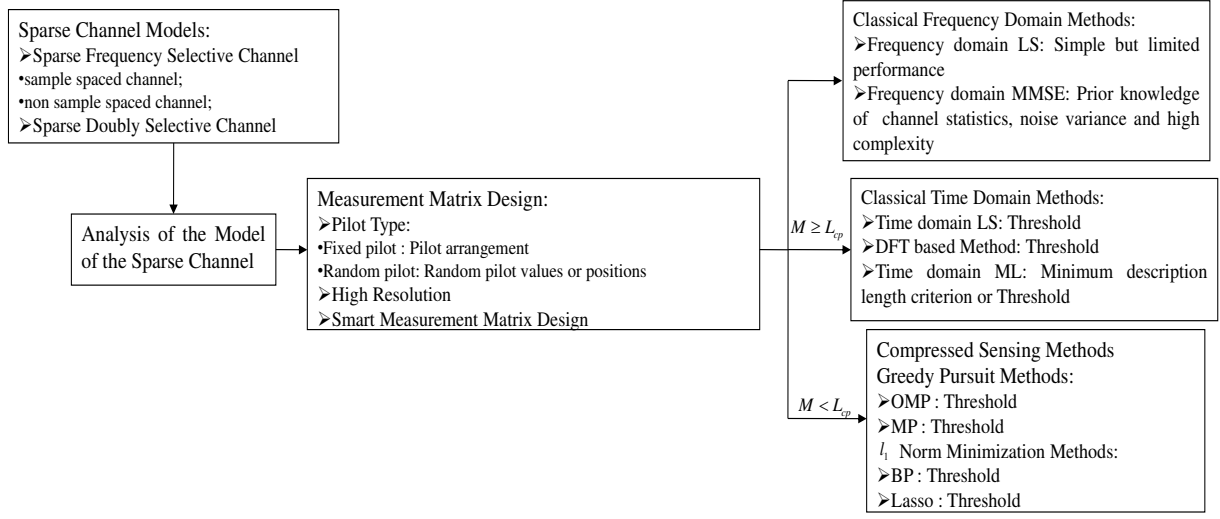 Sparse Channel Models:
➢Sparse Frequency Selective Channel
•sample spaced channel;
•non sample spaced channel;
➢Sparse Doubly Selective Channel
Analysis of the Model
of the Sparse Channel
Measurement Matrix Design:
➢Pilot Type:
•Fixed pilot : Pilot arrangement
•Random pilot: Random pilot values or positions
➢High Resolution
➢Smart Measurement Matrix Design
M ≥ L_cp
M < L_cp
Classical Frequency Domain Methods:
➢Frequency domain LS: Simple but limited
performance
➢Frequency domain MMSE: Prior knowledge
of channel statistics, noise variance and high
complexity
Classical Time Domain Methods:
➢Time domain LS: Threshold
➢DFT based Method: Threshold
➢Time domain ML: Minimum description
length criterion or Threshold
Compressed Sensing Methods
Greedy Pursuit Methods:
➢OMP : Threshold
➢MP : Threshold
l₁ Norm Minimization Methods:
➢BP : Threshold
➢Lasso : Threshold